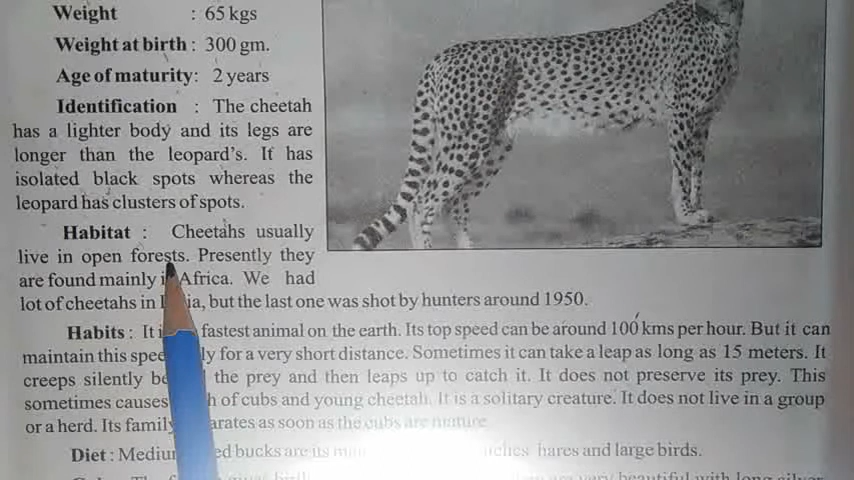 Weight : 65 kgs
Weight at birth : 300 gm.
Age of maturity: 2 years
Identification : The cheetah
has a lighter body and its legs are
longer than the leopard's. It has
isolated black spots whereas the
leopard has clusters of spots.
Habitat : Cheetahs usually
live in open forests. Presently they
are found mainly Africa. We had
lot of cheetahs in but the last one was shot by hunters around 1950.
Habits : It fastest animal on the earth. Its top speed can be around 100 kms per hour. But it can
maintain this for a very short distance. Sometimes it can take a leap as long as 15 meters. It
creeps silently the prey and then leaps up to catch it. It does not preserve its prey. This
sometimes causes of cubs and young cheetah. It is a solitary creature. It does not live in a group
or a herd. Its family as soon as the cubs are mature
Diet : bucks are its hares and large birds.
are very beautiful with long silver